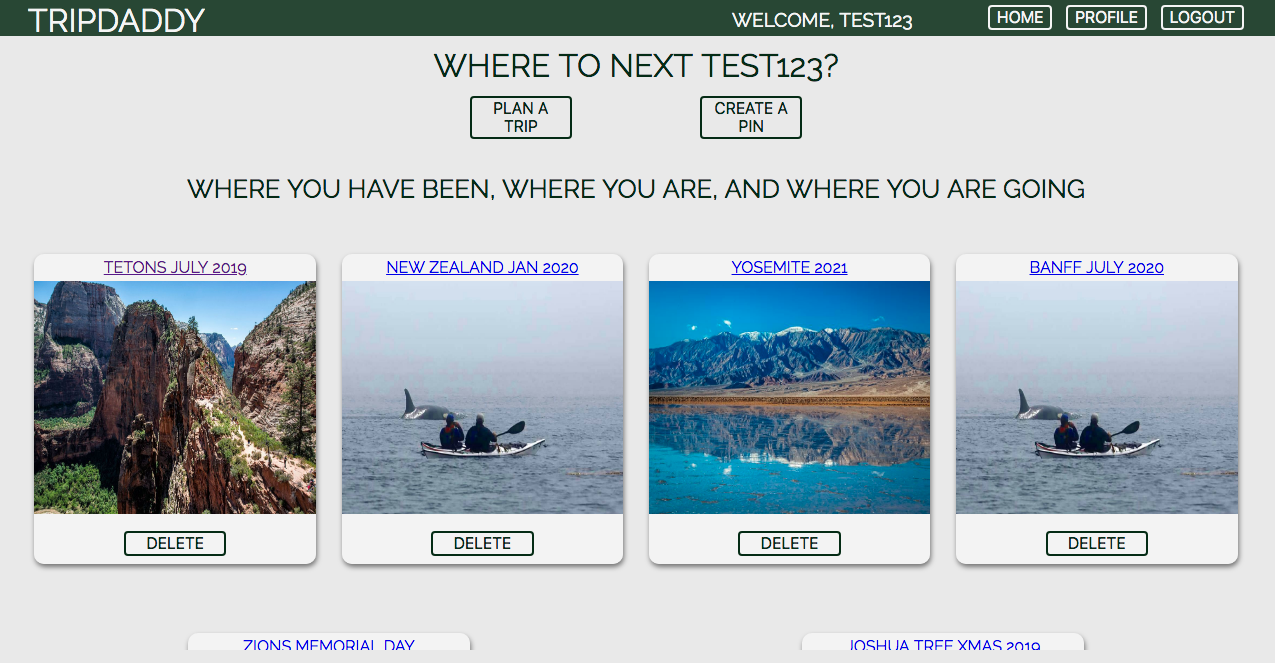 TRIPDADDY
WELCOME, TEST123
HOME
PROFILE
LOGOUT
WHERE TO NEXT TEST123?
PLAN A
TRIP
CREATE A
PIN
WHERE YOU HAVE BEEN, WHERE YOU ARE, AND WHERE YOU ARE GOING
TETONS JULY 2019
NEW ZEALAND JAN 2020
YOSEMITE 2021
BANFF JULY 2020
DELETE
DELETE
DELETE
DELETE
ZIONS MEMORIAL DAY
JOSHUA TREE XMAS 2019